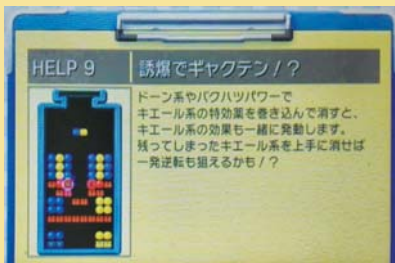 HELP 9
誘爆でギャクテン!?
ドーン系やバクハツパワーで
キエール系の特効薬を巻き込んで消すと、
キエール系の効果も一緒に発動します。
残ってしまったキエール系を上手に消せば
一発逆転も狙えるかも!?